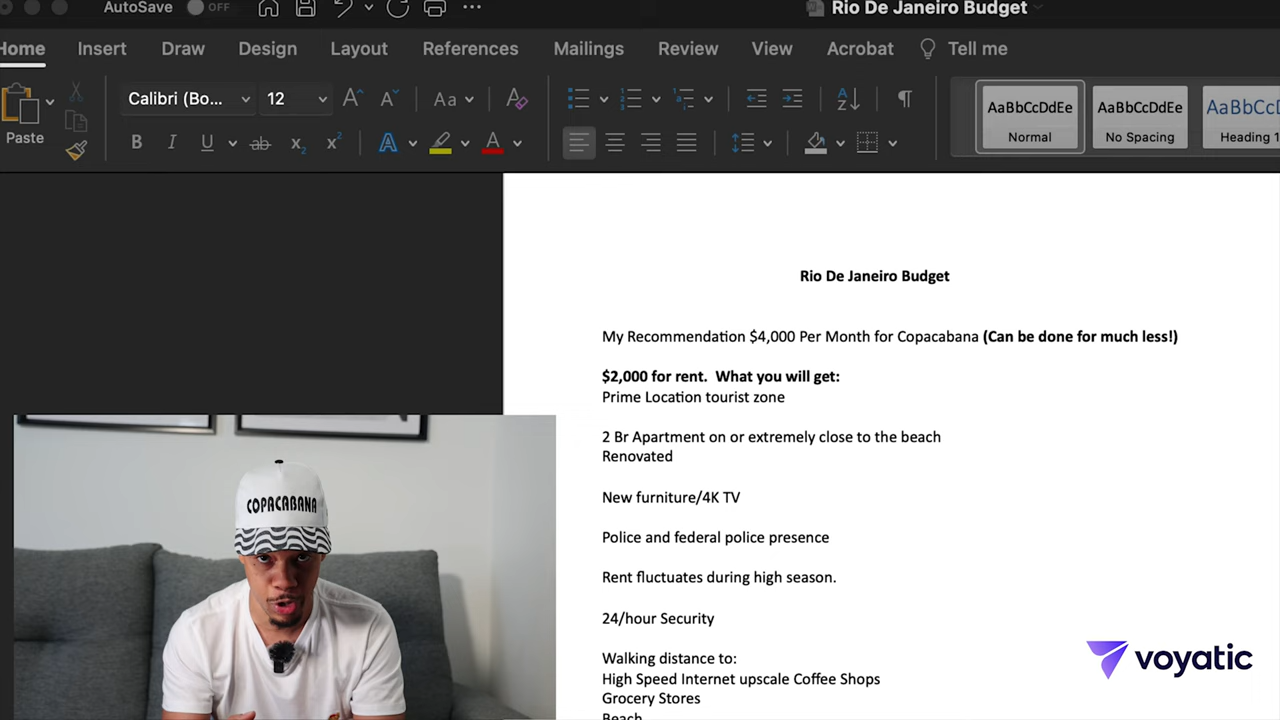 AutoSave OFF
Rio De Janeiro Budget
Home Insert Draw Design Layout References Mailings Review View Acrobat Tell me
Paste
Calibri (Bo... 12
Aa
AaBbCcDdEe AaBbCcDdEe AaBbCcD
Normal No Spacing Heading 1
Rio De Janeiro Budget
My Recommendation $4,000 Per Month for Copacabana (Can be done for much less!)
$2,000 for rent. What you will get:
Prime Location tourist zone
2 Br Apartment on or extremely close to the beach
Renovated
New furniture/4K TV
Police and federal police presence
Rent fluctuates during high season.
24/hour Security
Walking distance to:
High Speed Internet upscale Coffee Shops
Grocery Stores
Beach
COPACABANA
voyatic